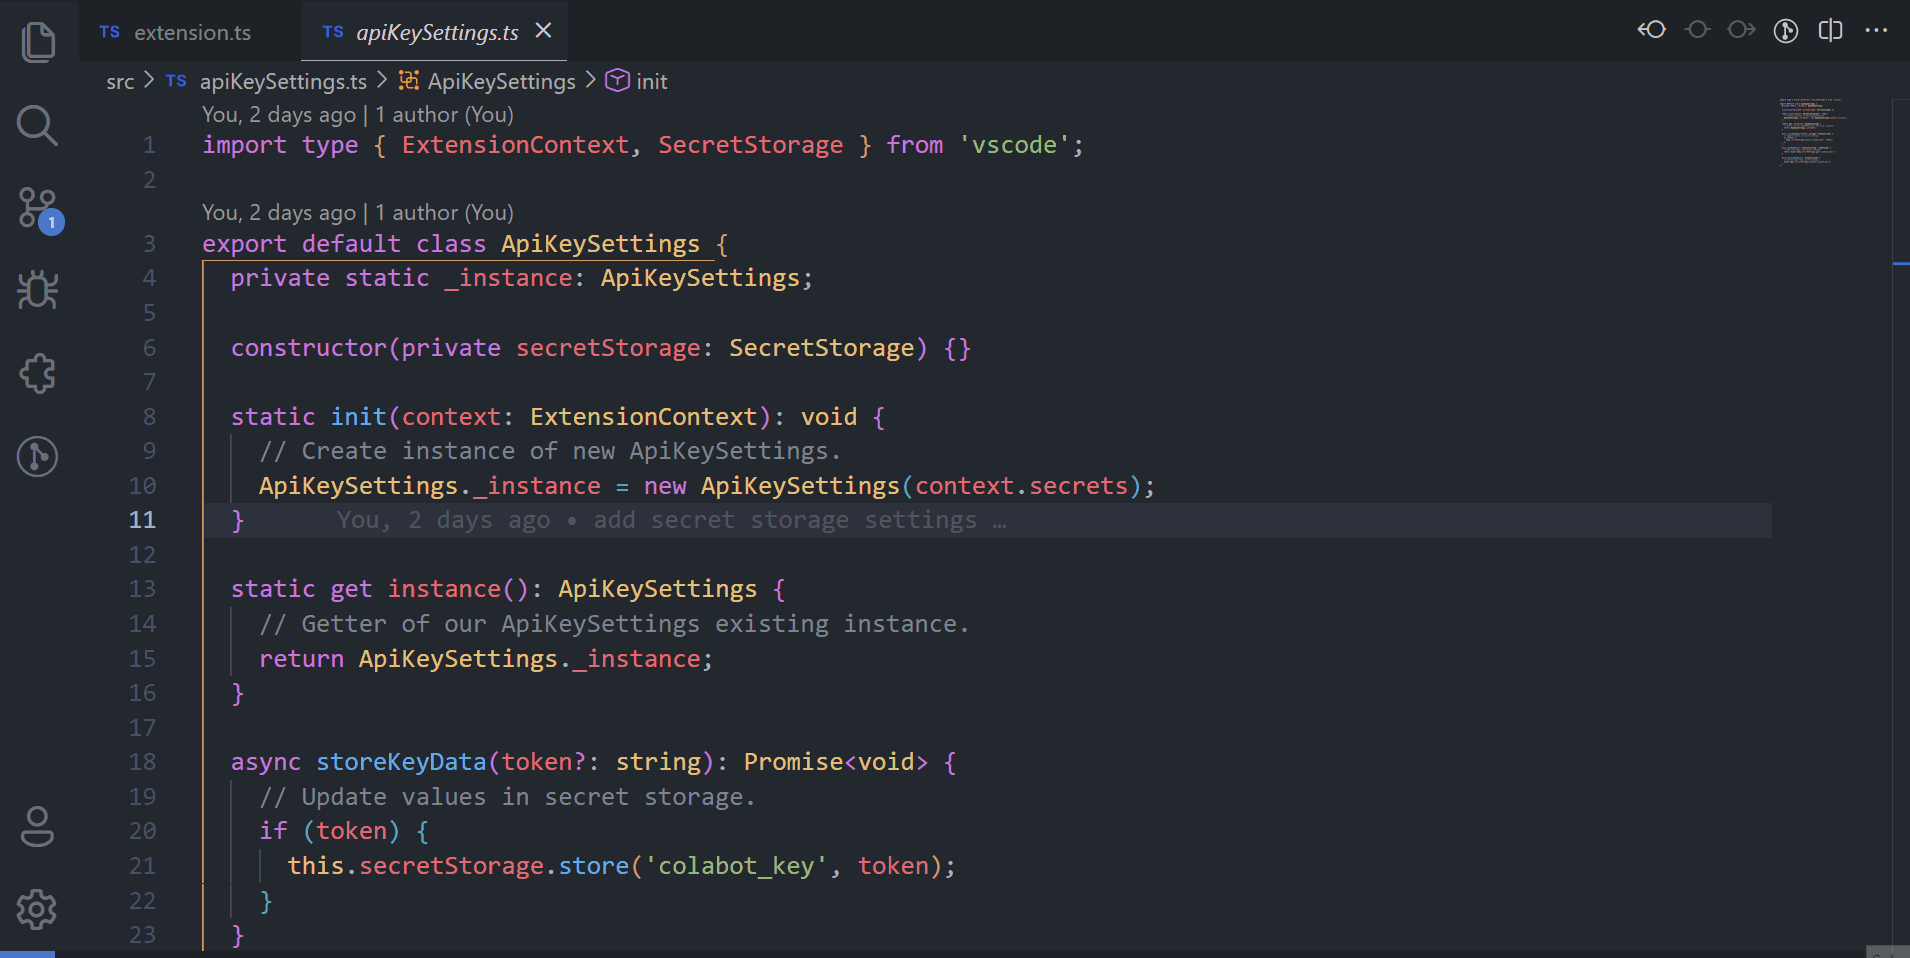 TS extension.ts TS apiKeySettings.ts
src > TS apiKeySettings.ts > ApiKeySettings > init
You, 2 days ago | 1 author (You)
1 import type { ExtensionContext, SecretStorage } from 'vscode';
2
You, 2 days ago | 1 author (You)
3 export default class ApiKeySettings {
4 private static _instance: ApiKeySettings;
5
6 constructor(private secretStorage: SecretStorage) {}
7
8 static init(context: ExtensionContext): void {
9 // Create instance of new ApiKeySettings.
10 ApiKeySettings._instance = new ApiKeySettings(context.secrets);
11 } You, 2 days ago • add secret storage settings …
12
13 static get instance(): ApiKeySettings {
14 // Getter of our ApiKeySettings existing instance.
15 return ApiKeySettings._instance;
16 }
17
18 async storeKeyData(token?: string): Promise<void> {
19 // Update values in secret storage.
20 if (token) {
21 this.secretStorage.store('colabot_key', token);
22 }
23 }
1